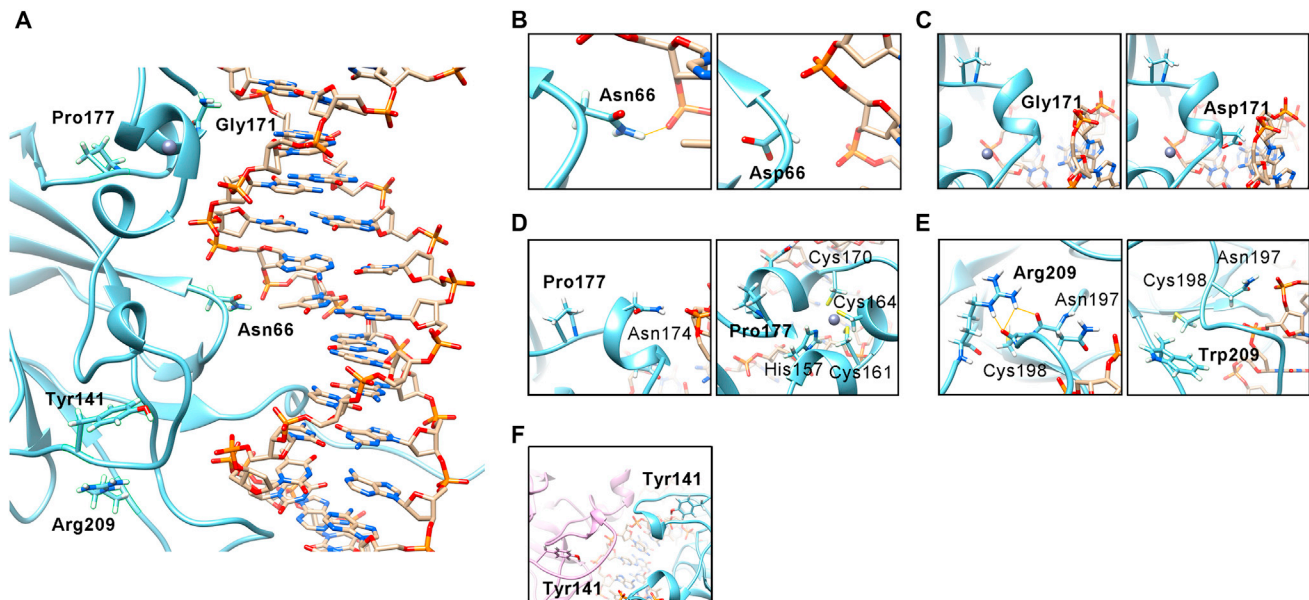 A
Pro177
Gly171
Asn66
Tyr141
Arg209
B
Asn66
Asp66
C
Gly171
Asp171
D
Pro177
Asn174
Cys170
Cys164
Pro177
His157
Cys161
E
Arg209
Asn197
Cys198
Asn197
Cys198
Trp209
F
Tyr141
Tyr141